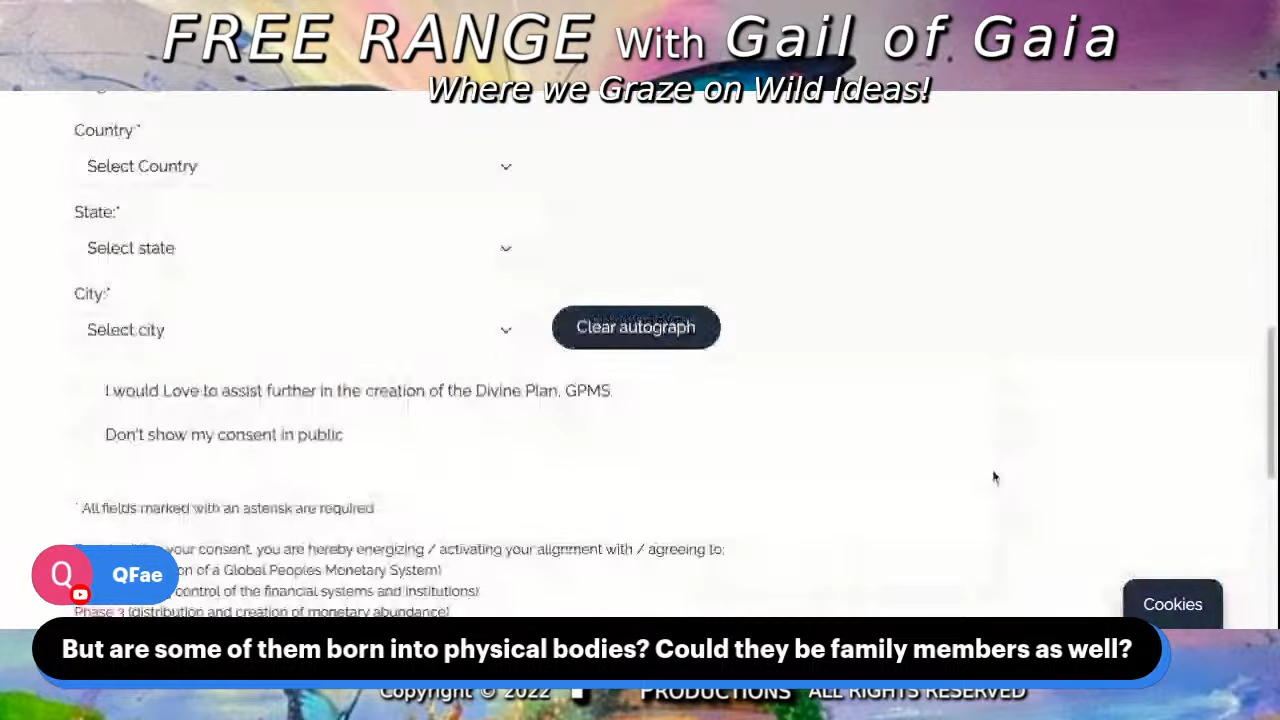 FREE RANGE With Gail of Gaia
Where we Graze on Wild Ideas!
Country*
Select Country
State:*
Select state
City:*
Select city
Clear autograph
I would Love to assist further in the creation of the Divine Plan, GPMS.
Don't show my consent in public
* All fields marked with an asterisk are required
your consent, you are hereby energizing / activating your alignment with / agreeing to:
of a Global Peoples Monetary System)
control of the financial systems and institutions)
Phase 3 (distribution and creation of monetary abundance)
Cookies
Q QFae
But are some of them born into physical bodies? Could they be family members as well?
Copyright © 2022 PRODUCTIONS ALL RIGHTS RESERVED